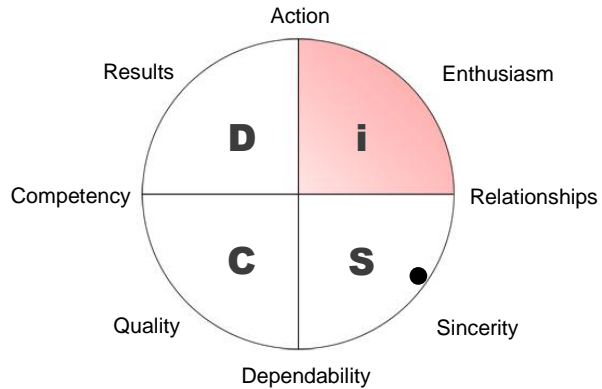 Action
Results
Enthusiasm
D
i
Competency
Relationships
C
S
Quality
Sincerity
Dependability